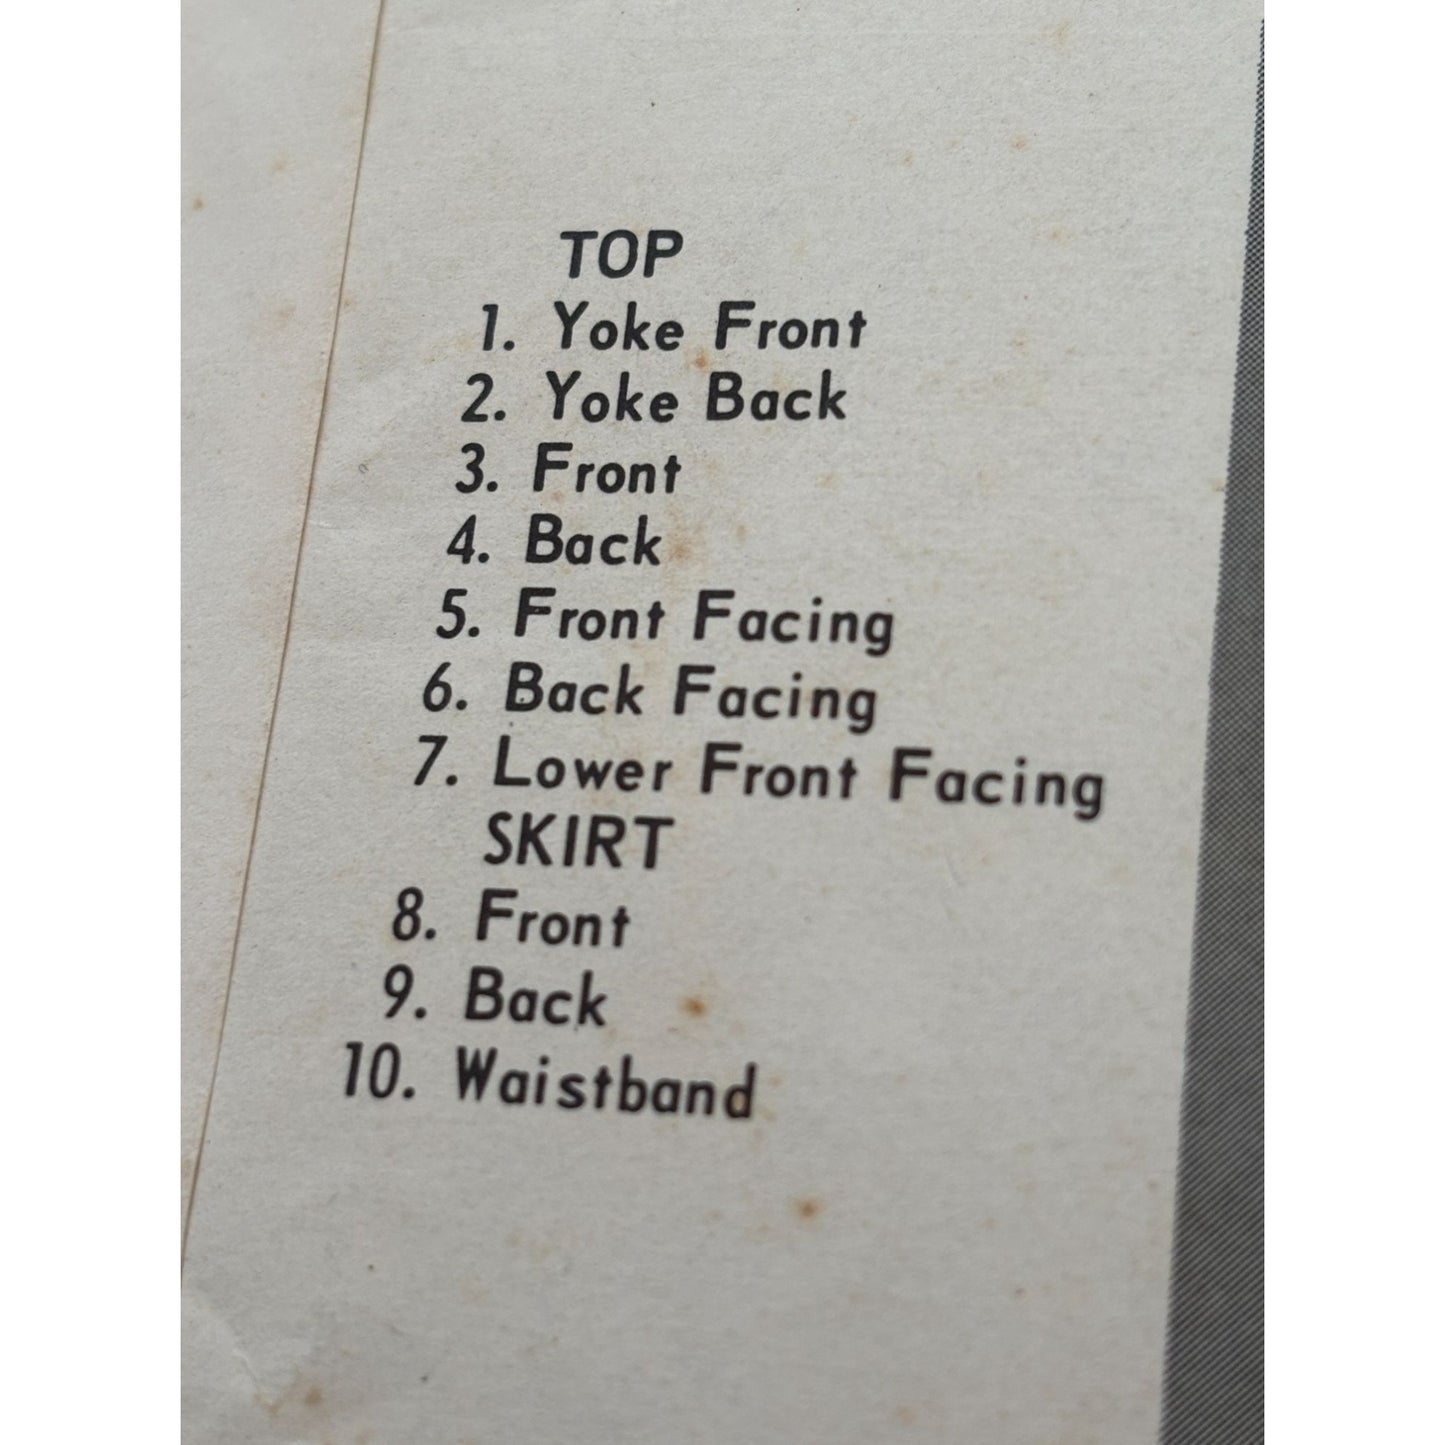 TOP
1. Yoke Front
2. Yoke Back
3. Front
4. Back
5. Front Facing
6. Back Facing
7. Lower Front Facing
SKIRT
8. Front
9. Back
10. Waistband